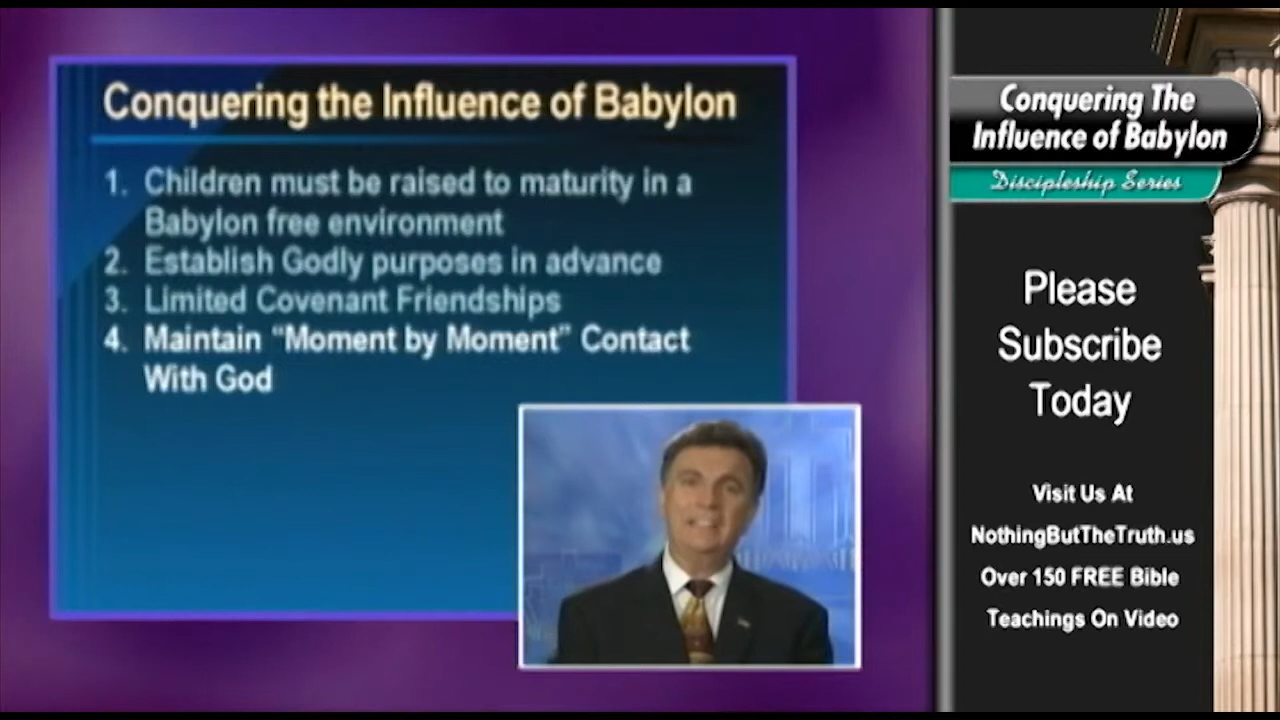 Conquering the Influence of Babylon
1. Children must be raised to maturity in a
Babylon free environment
2. Establish Godly purposes in advance
3. Limited Covenant Friendships
4. Maintain “Moment by Moment” Contact
With God
Conquering The
Influence of Babylon
Discipleship Series
Please
Subscribe
Today
Visit Us At
NothingButTheTruth.us
Over 150 FREE Bible
Teachings On Video